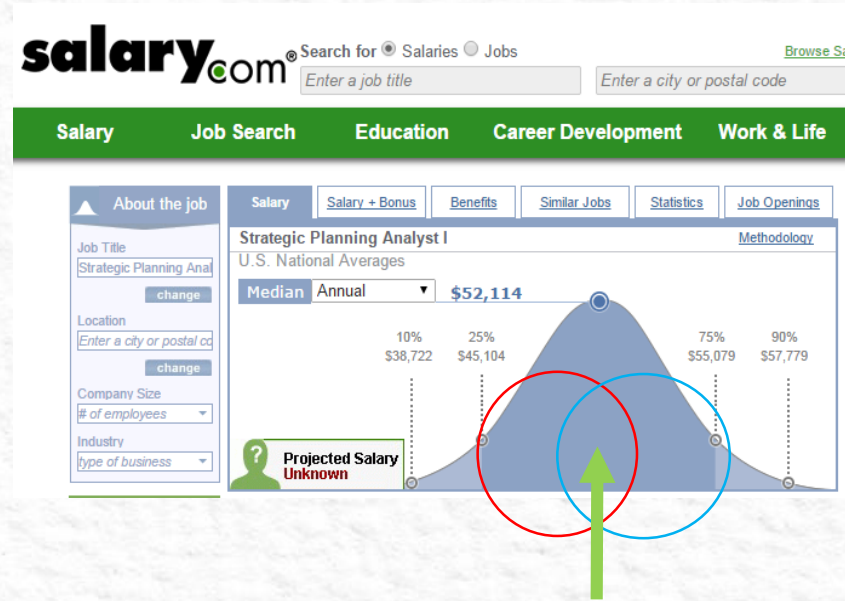 salary.com®
Search for Salaries Jobs
Browse Sa
Enter a job title
Enter a city or postal code
Salary Job Search Education Career Development Work & Life
About the job
Job Title
Strategic Planning Anal
change
Location
Enter a city or postal cod
change
Company Size
# of employees
Industry
type of business
Salary Salary + Bonus Benefits Similar Jobs Statistics Job Openings
Strategic Planning Analyst I Methodology
U.S. National Averages
Median Annual $52,114
10% 25% 75% 90%
$38,722 $45,104 $55,079 $57,779
?
Projected Salary
Unknown